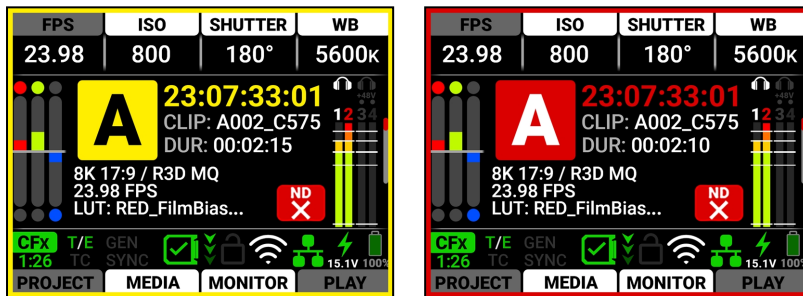 FPS ISO SHUTTER WB
23.98 800 180° 5600K
A
23:07:33:01
CLIP: A002_C575
DUR: 00:02:15
+48V
1 2 3 4
8K 17:9 / R3D MQ
23.98 FPS
LUT: RED_FilmBias...
ND
CFx T/E GEN
1:26 TC SYNC
15.1V 100%
PROJECT MEDIA MONITOR PLAY
FPS ISO SHUTTER WB
23.98 800 180° 5600K
A
23:07:33:01
CLIP: A002_C575
DUR: 00:02:10
+48V
1 2 3 4
8K 17:9 / R3D MQ
23.98 FPS
LUT: RED_FilmBias...
ND
CFx T/E GEN
1:26 TC SYNC
15.1V 100%
PROJECT MEDIA MONITOR PLAY